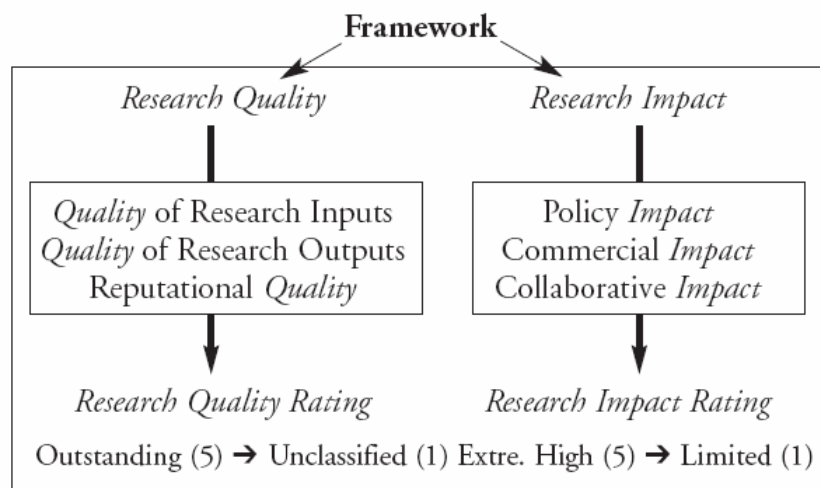 Framework
Research Quality
Research Impact
Quality of Research Inputs
Quality of Research Outputs
Reputational Quality
Policy Impact
Commercial Impact
Collaborative Impact
Research Quality Rating
Research Impact Rating
Outstanding (5) ➔ Unclassified (1) Extre. High (5) ➔ Limited (1)